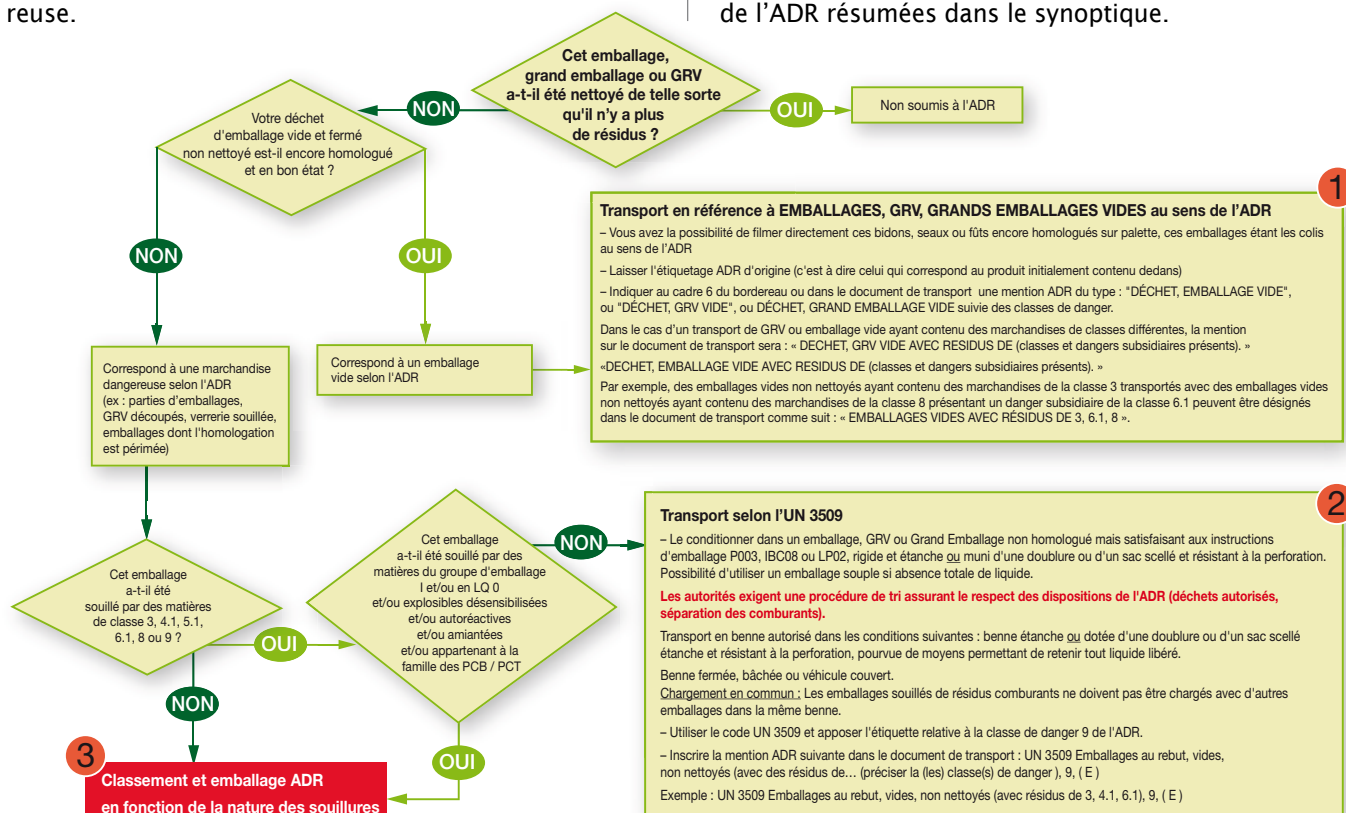 reuse.
de l'ADR résumées dans le synoptique.
Cet emballage,
grand emballage ou GRV
a-t-il été nettoyé de telle sorte
qu'il n'y a plus
de résidus ?
NON
OUI
Non soumis à l'ADR
Votre déchet
d'emballage vide et fermé
non nettoyé est-il encore homologué
et en bon état ?
NON
OUI
1
Transport en référence à EMBALLAGES, GRV, GRANDS EMBALLAGES VIDES au sens de l'ADR
– Vous avez la possibilité de filmer directement ces bidons, seaux ou fûts encore homologués sur palette, ces emballages étant les colis
au sens de l'ADR
– Laisser l'étiquetage ADR d'origine (c'est à dire celui qui correspond au produit initialement contenu dedans)
– Indiquer au cadre 6 du bordereau ou dans le document de transport une mention ADR du type : "DÉCHET, EMBALLAGE VIDE",
ou "DÉCHET, GRV VIDE", ou DÉCHET, GRAND EMBALLAGE VIDE suivie des classes de danger.
Dans le cas d'un transport de GRV ou emballage vide ayant contenu des marchandises de classes différentes, la mention
sur le document de transport sera : « DECHET, GRV VIDE AVEC RESIDUS DE (classes et dangers subsidiaires présents). »
«DECHET, EMBALLAGE VIDE AVEC RESIDUS DE (classes et dangers subsidiaires présents). »
Par exemple, des emballages vides non nettoyés ayant contenu des marchandises de la classe 3 transportés avec des emballages vides
non nettoyés ayant contenu des marchandises de la classe 8 présentant un danger subsidiaire de la classe 6.1 peuvent être désignés
dans le document de transport comme suit : « EMBALLAGES VIDES AVEC RÉSIDUS DE 3, 6.1, 8 ».
Correspond à une marchandise
dangereuse selon l'ADR
(ex : parties d'emballages,
GRV découpés, verrerie souillée,
emballages dont l'homologation
est périmée)
Correspond à un emballage
vide selon l'ADR
Cet emballage
a-t-il été
souillé par des matières
de classe 3, 4.1, 5.1,
6.1, 8 ou 9 ?
OUI
NON
Cet emballage
a-t-il été souillé par des
matières du groupe d'emballage
I et/ou en LQ 0
et/ou explosibles désensibilisées
et/ou autoréactives
et/ou amiantées
et/ou appartenant à la
famille des PCB / PCT
NON
OUI
2
Transport selon l'UN 3509
– Le conditionner dans un emballage, GRV ou Grand Emballage non homologué mais satisfaisant aux instructions
d'emballage P003, IBC08 ou LP02, rigide et étanche ou muni d'une doublure ou d'un sac scellé et résistant à la perforation.
Possibilité d'utiliser un emballage souple si absence totale de liquide.
Les autorités exigent une procédure de tri assurant le respect des dispositions de l'ADR (déchets autorisés,
séparation des comburants).
Transport en benne autorisé dans les conditions suivantes : benne étanche ou dotée d'une doublure ou d'un sac scellé
étanche et résistant à la perforation, pourvue de moyens permettant de retenir tout liquide libéré.
Benne fermée, bâchée ou véhicule couvert.
Chargement en commun : Les emballages souillés de résidus comburants ne doivent pas être chargés avec d'autres
emballages dans la même benne.
– Utiliser le code UN 3509 et apposer l'étiquette relative à la classe de danger 9 de l'ADR.
– Inscrire la mention ADR suivante dans le document de transport : UN 3509 Emballages au rebut, vides,
non nettoyés (avec des résidus de… (préciser la (les) classe(s) de danger ), 9, ( E )
Exemple : UN 3509 Emballages au rebut, vides, non nettoyés (avec résidus de 3, 4.1, 6.1), 9, ( E )
3
Classement et emballage ADR
en fonction de la nature des souillures